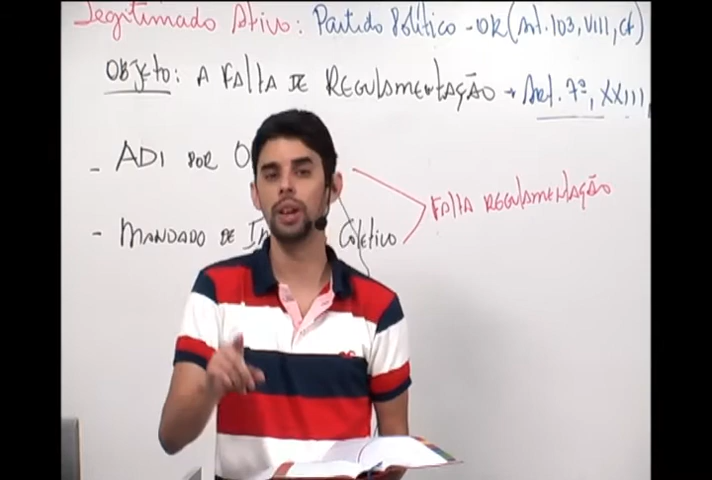 Legitimado Ativo: Partido Político - OK (Art. 103, VIII, CF)
Objeto: A FALTA DE REGULAMENTAÇÃO → Art. 7º, XXIII,
- ADI POR O
- MANDADO DE IN COLETIVO
FALTA REGULAMENTAÇÃO